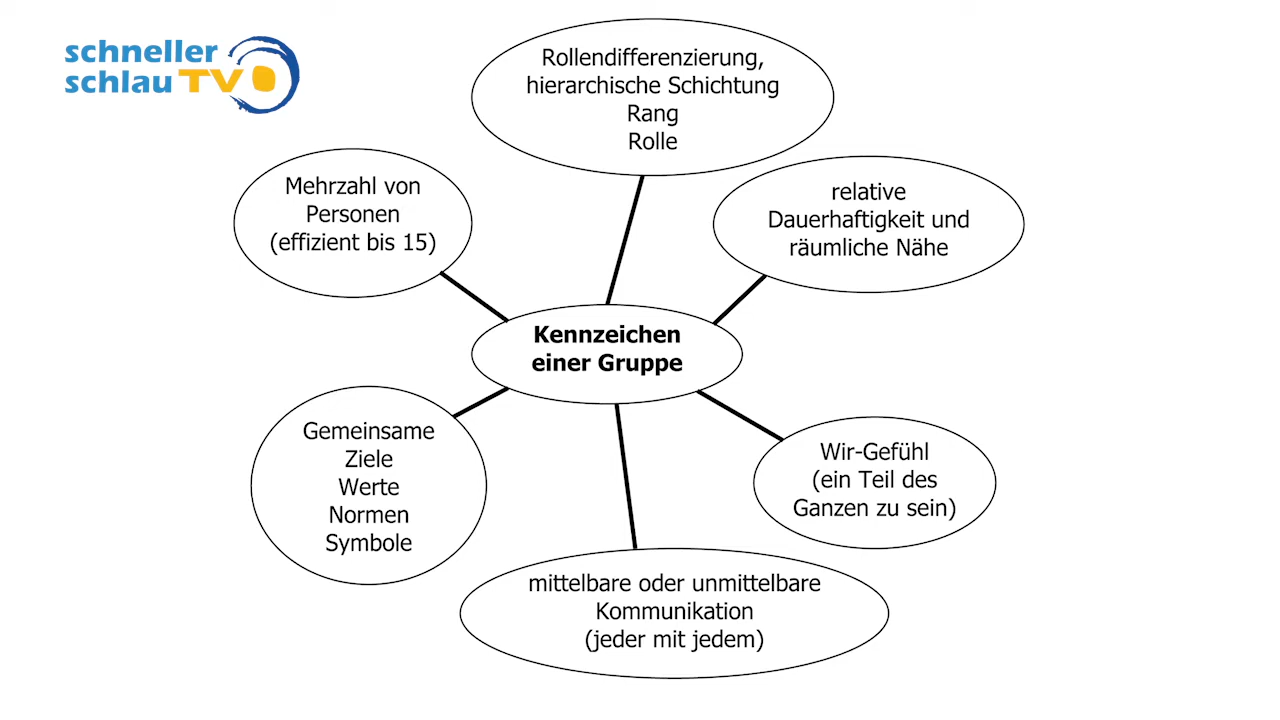 schneller
schlau TV
Rollendifferenzierung,
hierarchische Schichtung
Rang
Rolle
Mehrzahl von
Personen
(effizient bis 15)
relative
Dauerhaftigkeit und
räumliche Nähe
Kennzeichen
einer Gruppe
Gemeinsame
Ziele
Werte
Normen
Symbole
Wir-Gefühl
(ein Teil des
Ganzen zu sein)
mittelbare oder unmittelbare
Kommunikation
(jeder mit jedem)